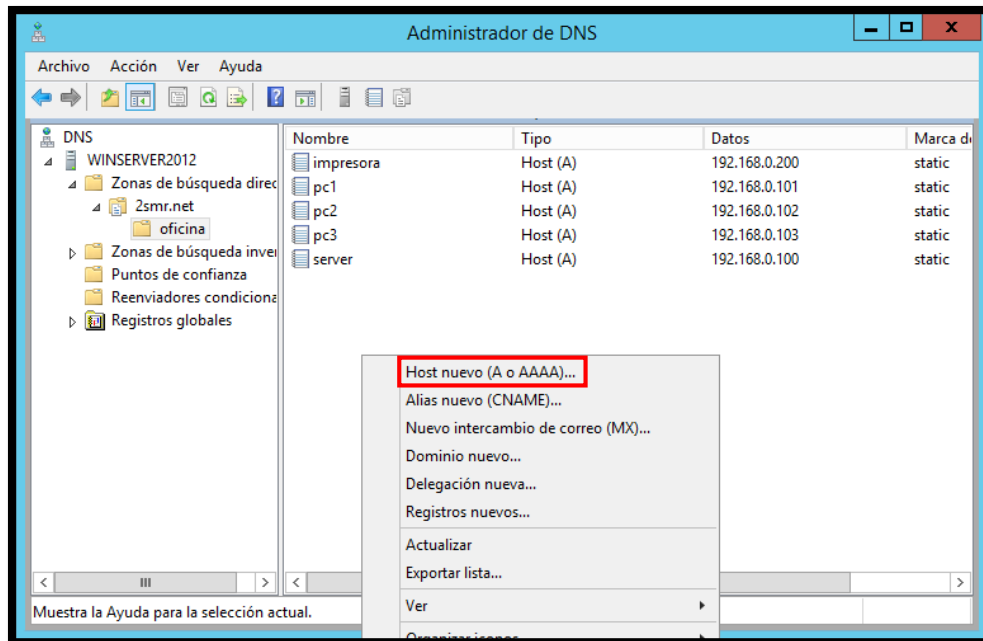 Administrador de DNS
Archivo Acción Ver Ayuda
DNS
WINSERVER2012
Zonas de búsqueda direc
2smr.net
oficina
Zonas de búsqueda inver
Puntos de confianza
Reenviadores condiciona
Registros globales
Nombre Tipo Datos Marca de
impresora Host (A) 192.168.0.200 static
pc1 Host (A) 192.168.0.101 static
pc2 Host (A) 192.168.0.102 static
pc3 Host (A) 192.168.0.103 static
server Host (A) 192.168.0.100 static
Host nuevo (A o AAAA)...
Alias nuevo (CNAME)...
Nuevo intercambio de correo (MX)...
Dominio nuevo...
Delegación nueva...
Registros nuevos...
Actualizar
Exportar lista...
Ver
Organizar iconos
Muestra la Ayuda para la selección actual.